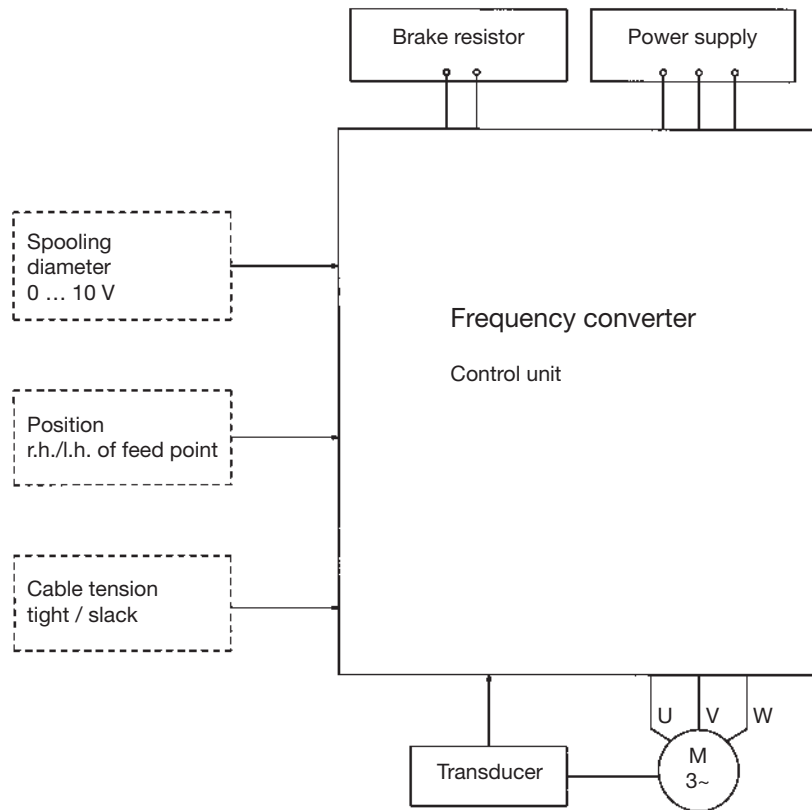 Brake resistor
Power supply
Spooling
diameter
0 … 10 V
Frequency converter
Control unit
Position
r.h./l.h. of feed point
Cable tension
tight / slack
U
V
W
Transducer
M
3~